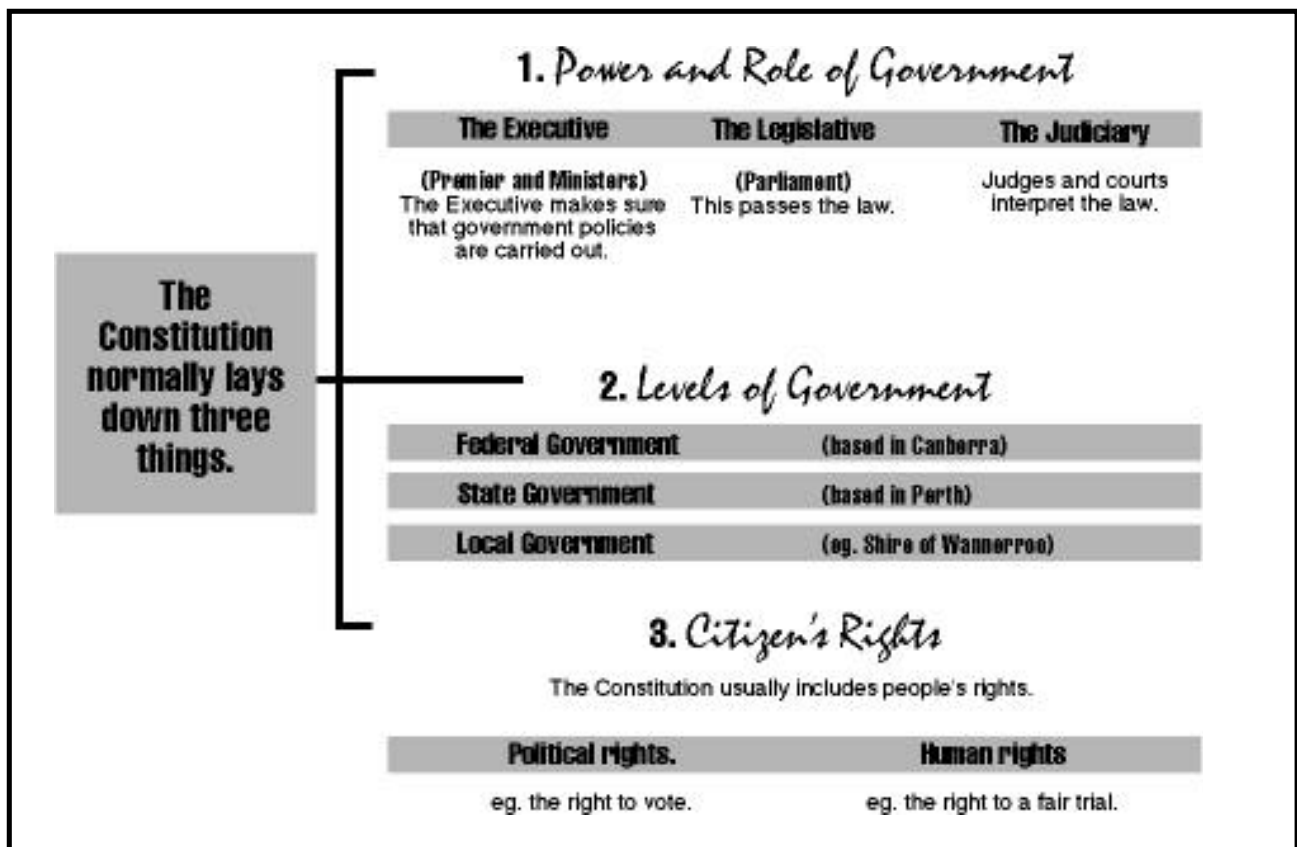 1. Power and Role of Government
The Executive The Legislative The Judiciary
(Premier and Ministers)
The Executive makes sure
that government policies
are carried out.
(Parliament)
This passes the law.
Judges and courts
interpret the law.
The
Constitution
normally lays
down three
things.
2. Levels of Government
Federal Government (based in Canberra)
State Government (based in Perth)
Local Government (eg. Shire of Wannerroo)
3. Citizen's Rights
The Constitution usually includes people's rights.
Political rights. Human rights
eg. the right to vote. eg. the right to a fair trial.